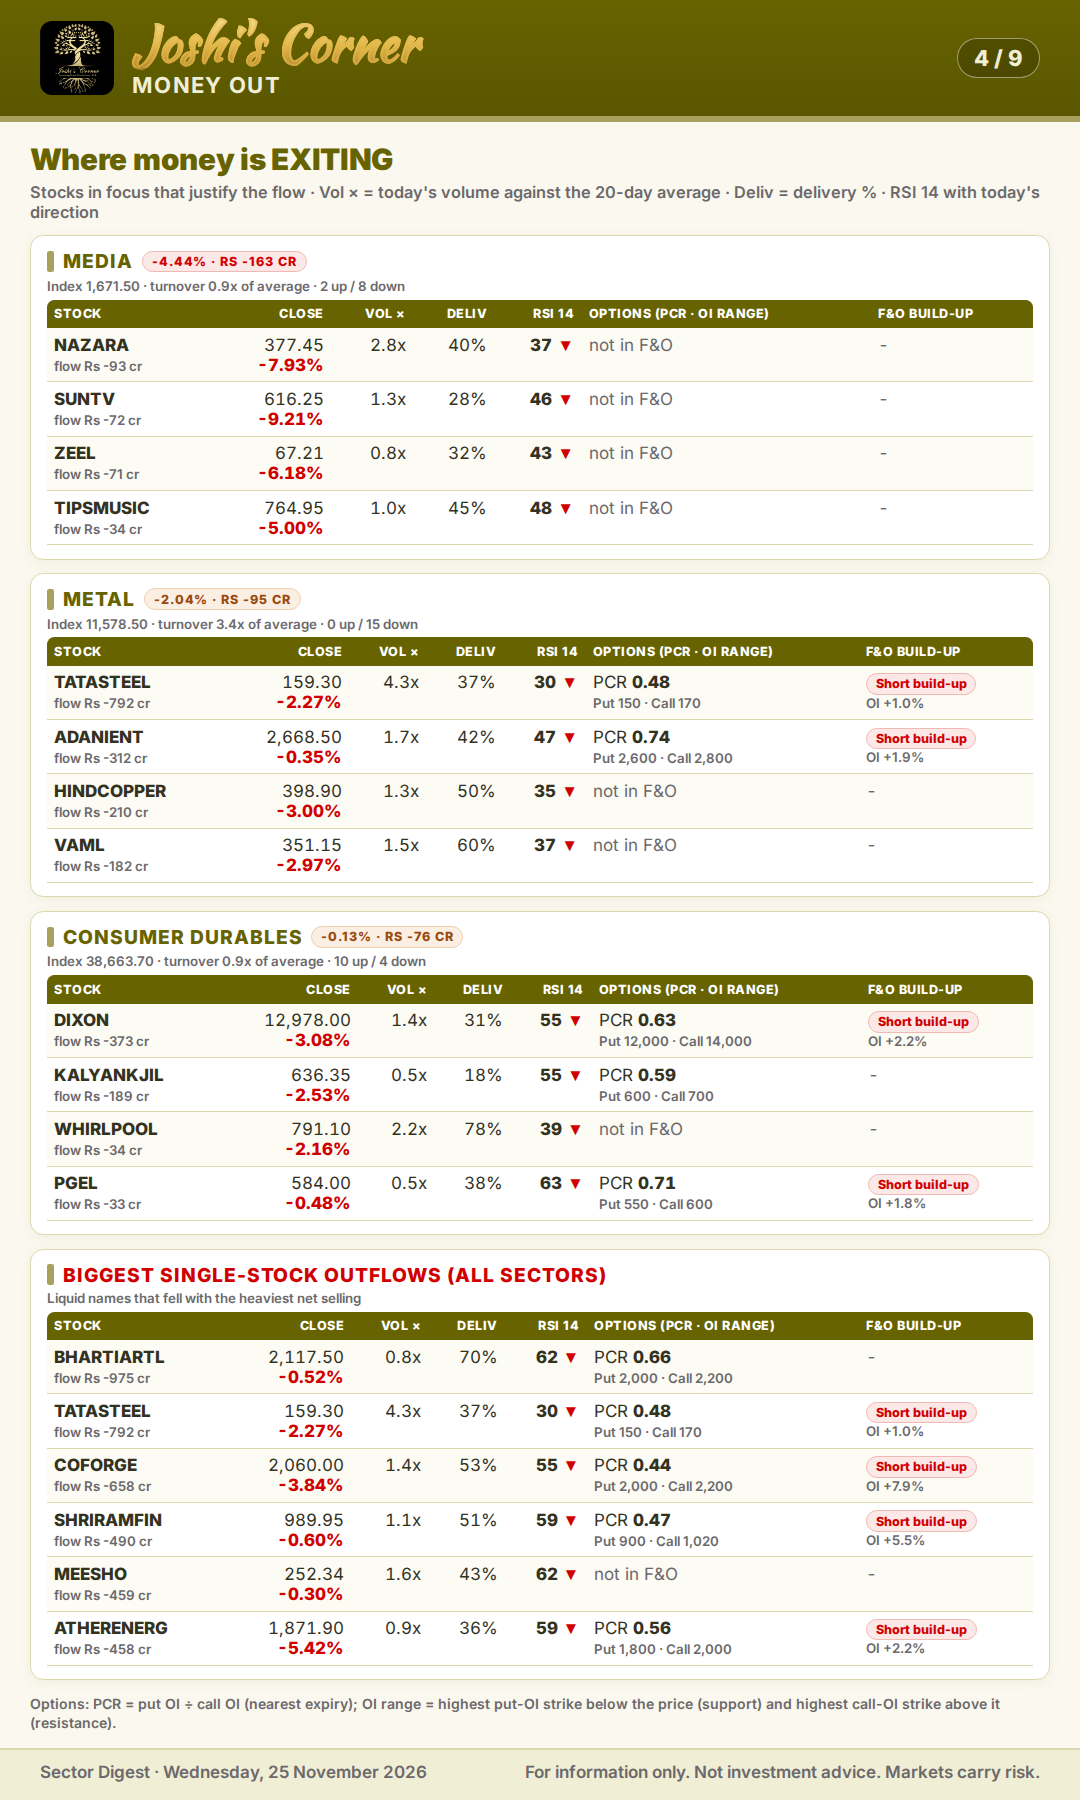 Joshi's Corner
Joshi's Corner
MONEY OUT
4 / 9
Where money is EXITING
Stocks in focus that justify the flow · Vol × = today's volume against the 20-day average · Deliv = delivery % · RSI 14 with today's
direction
MEDIA -4.44% · RS -163 CR
Index 1,671.50 · turnover 0.9x of average · 2 up / 8 down
STOCK CLOSE VOL × DELIV RSI 14 OPTIONS (PCR · OI RANGE) F&O BUILD-UP
NAZARA 377.45 2.8x 40% 37 ▼ not in F&O -
flow Rs -93 cr -7.93%
SUNTV 616.25 1.3x 28% 46 ▼ not in F&O -
flow Rs -72 cr -9.21%
ZEEL 67.21 0.8x 32% 43 ▼ not in F&O -
flow Rs -71 cr -6.18%
TIPSMUSIC 764.95 1.0x 45% 48 ▼ not in F&O -
flow Rs -34 cr -5.00%
METAL -2.04% · RS -95 CR
Index 11,578.50 · turnover 3.4x of average · 0 up / 15 down
STOCK CLOSE VOL × DELIV RSI 14 OPTIONS (PCR · OI RANGE) F&O BUILD-UP
TATASTEEL 159.30 4.3x 37% 30 ▼ PCR 0.48 Short build-up
flow Rs -792 cr -2.27% Put 150 · Call 170 OI +1.0%
ADANIENT 2,668.50 1.7x 42% 47 ▼ PCR 0.74 Short build-up
flow Rs -312 cr -0.35% Put 2,600 · Call 2,800 OI +1.9%
HINDCOPPER 398.90 1.3x 50% 35 ▼ not in F&O -
flow Rs -210 cr -3.00%
VAML 351.15 1.5x 60% 37 ▼ not in F&O -
flow Rs -182 cr -2.97%
CONSUMER DURABLES -0.13% · RS -76 CR
Index 38,663.70 · turnover 0.9x of average · 10 up / 4 down
STOCK CLOSE VOL × DELIV RSI 14 OPTIONS (PCR · OI RANGE) F&O BUILD-UP
DIXON 12,978.00 1.4x 31% 55 ▼ PCR 0.63 Short build-up
flow Rs -373 cr -3.08% Put 12,000 · Call 14,000 OI +2.2%
KALYANKJIL 636.35 0.5x 18% 55 ▼ PCR 0.59 -
flow Rs -189 cr -2.53% Put 600 · Call 700
WHIRLPOOL 791.10 2.2x 78% 39 ▼ not in F&O -
flow Rs -34 cr -2.16%
PGEL 584.00 0.5x 38% 63 ▼ PCR 0.71 Short build-up
flow Rs -33 cr -0.48% Put 550 · Call 600 OI +1.8%
BIGGEST SINGLE-STOCK OUTFLOWS (ALL SECTORS)
Liquid names that fell with the heaviest net selling
STOCK CLOSE VOL × DELIV RSI 14 OPTIONS (PCR · OI RANGE) F&O BUILD-UP
BHARTIARTL 2,117.50 0.8x 70% 62 ▼ PCR 0.66 -
flow Rs -975 cr -0.52% Put 2,000 · Call 2,200
TATASTEEL 159.30 4.3x 37% 30 ▼ PCR 0.48 Short build-up
flow Rs -792 cr -2.27% Put 150 · Call 170 OI +1.0%
COFORGE 2,060.00 1.4x 53% 55 ▼ PCR 0.44 Short build-up
flow Rs -658 cr -3.84% Put 2,000 · Call 2,200 OI +7.9%
SHRIRAMFIN 989.95 1.1x 51% 59 ▼ PCR 0.47 Short build-up
flow Rs -490 cr -0.60% Put 900 · Call 1,020 OI +5.5%
MEESHO 252.34 1.6x 43% 62 ▼ not in F&O -
flow Rs -459 cr -0.30%
ATHERENERG 1,871.90 0.9x 36% 59 ▼ PCR 0.56 Short build-up
flow Rs -458 cr -5.42% Put 1,800 · Call 2,000 OI +2.2%
Options: PCR = put OI ÷ call OI (nearest expiry); OI range = highest put-OI strike below the price (support) and highest call-OI strike above it
(resistance).
Sector Digest · Wednesday, 25 November 2026 For information only. Not investment advice. Markets carry risk.